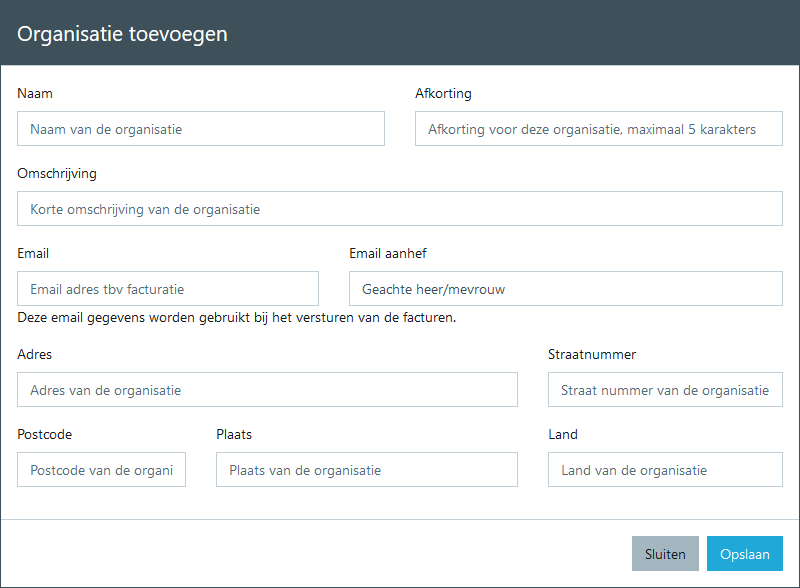 Organisatie toevoegen
Naam
Afkorting
Naam van de organisatie
Afkorting voor deze organisatie, maximaal 5 karakters
Omschrijving
Korte omschrijving van de organisatie
Email
Email aanhef
Email adres tbv facturatie
Geachte heer/mevrouw
Deze email gegevens worden gebruikt bij het versturen van de facturen.
Adres
Straatnummer
Adres van de organisatie
Straat nummer van de organisatie
Postcode
Plaats
Land
Postcode van de organi
Plaats van de organisatie
Land van de organisatie
Sluiten
Opslaan